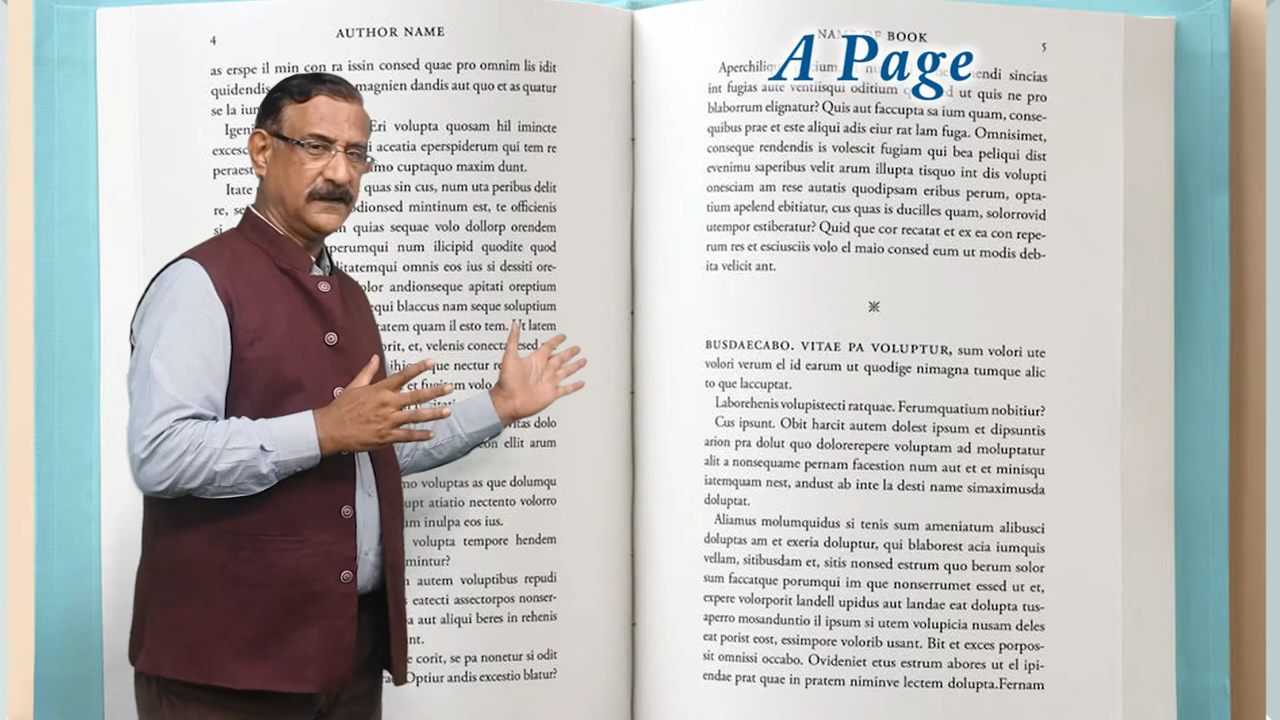 4
AUTHOR NAME
as erspe il min con ra issin consed quae pro omnim lis idit
quidendis magnien dandis aut quo et as quatur
se la
Eri volupta quosam hil imincte
aceatia eperspiderum qui tem re
cuptaquo maxim dunt.
Itate quas sin cus, num uta peribus delit
re, mintinum est, te officienis
quias sequae volo dollorp orendem
num ilicipid quodite quod
omnis eos ius si dessiti ore-
andionseque apitati oreptium
blaccus nam seque soluptium
quam il esto tem. Ut latem
et, velenis
que nectur
et volo
dolo
ellit arum
voluptas as que dolumqu
atiatio nectento volorro
inulpa eos ius.
volupta tempore hendem
mintur?
autem voluptibus repudi
eatecti assectorpos nonser-
aut aliqui beres in rehenis
corit, se pa nonetur si odit
Optiur andis excestio blatur?
A Page
BOOK
5
sincias
int fugias aute ventiisqui oditium ut quis ne pro
blaborrum elignatur? Quis aut faccupta sa ium quam, conse-
quibus prae et este aliqui adis eiur rat lam fuga. Omnisimet,
conseque rendendis is volescit fugiam qui bea peliqui dist
evenimu saperibus velit arum illupta tisquo int dis volupti
onesciam am rese autatis quodipsam eribus perum, opta-
tium apelend ebitiatur, cus quas is ducilles quam, solorrovid
utempor estiberatur? Quid que cor recatat et ex ea con repe-
rum res et esciusciis volo el maio consed eum ut modis deb-
ita velicit ant.
BUSDAECABO. VITAE PA VOLUPTUR, sum volori ute
volori verum el id earum ut quodige nimagna tumque alic
to que laccuptat.
Laborehenis volupistecti ratquae. Ferumquatium nobitiur?
Cus ipsunt. Obit harcit autem dolest ipsum et dipsuntis
arion pra dolut quo dolorerepere voluptam ad moluptatur
alit a nonsequame pernam facestion num aut et et minisqu
iatemquam nest, andust ab inte la desti name simaximusda
doluptat.
Aliamus molumquidus si tenis sum ameniatum alibusci
doluptas am et exeria doluptur, qui blaborest acia iumquis
vellam, sitibusdam et, sitis nonsed estrum quo berum solor
sum faccatque porumqui im que nonserrumet essed ut et,
expere volorporit landell upidus aut landae eat dolupta tus-
aperro mosanduntio il ipsum si utem volupicia nusam deles
eat porist eost, essimpore volorib usant. Bit et exces porpos-
sit omnissi occabo. Ovideniet etus estrum abores ut el ipi-
endae prat quae in pratem niminve lectem dolupta.Fernam